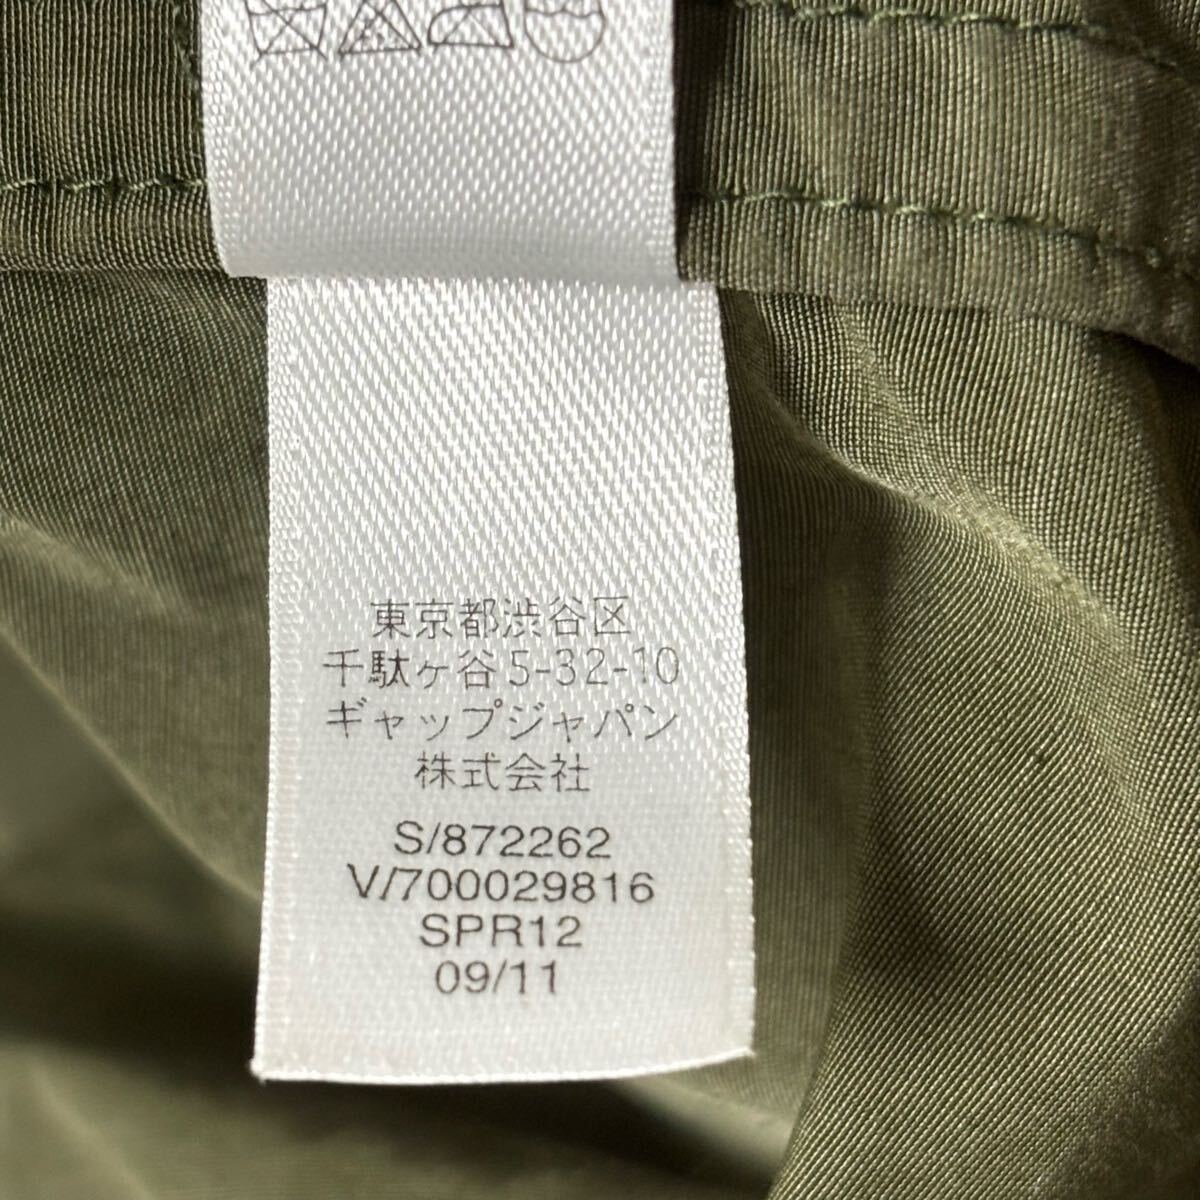 東京都渋谷区
千駄ヶ谷5-32-10
ギャップジャパン
株式会社
S/872262
V/700029816
SPR12
09/11